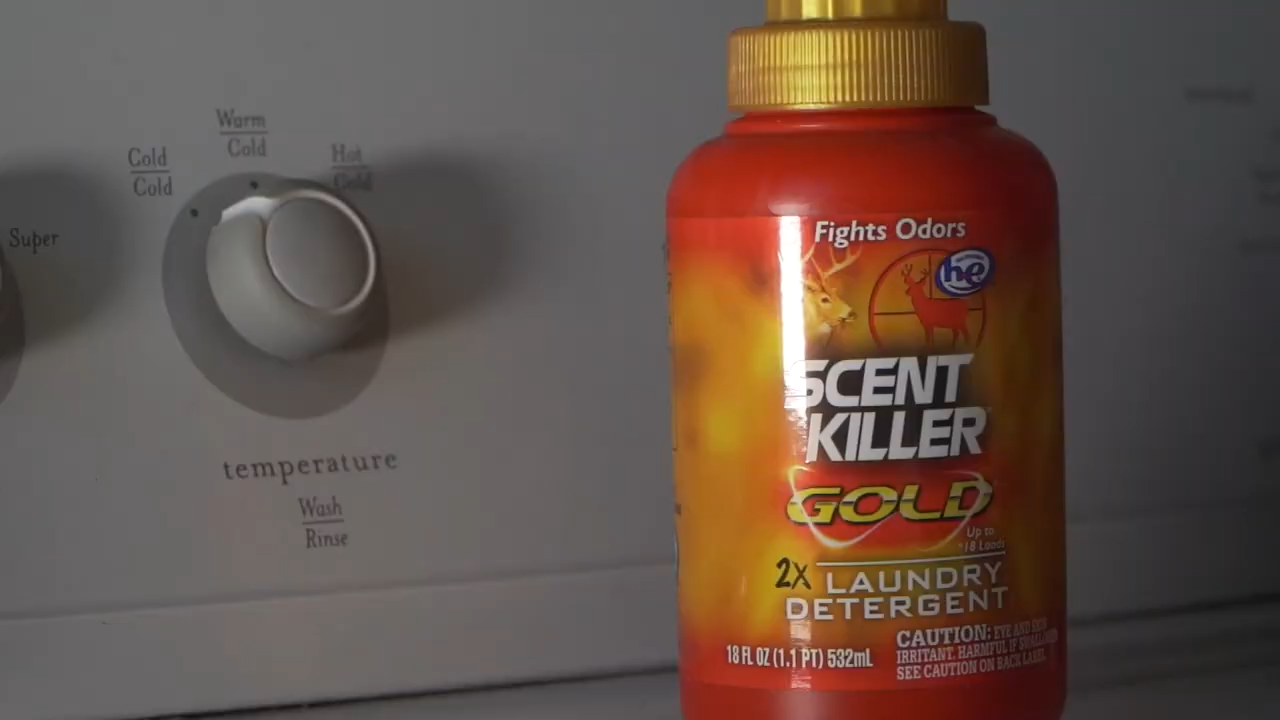 Warm
Cold
Cold
Cold
Hot
Cold
Super
temperature
Wash
Rinse
Fights Odors
he
SCENT
KILLER
GOLD
Up to
*18 Loads
2X LAUNDRY
DETERGENT
18 FL OZ (1.1 PT) 532mL
CAUTION: EYE AND SKIN
IRRITANT. HARMFUL IF SWALLOWED
SEE CAUTION ON BACK LABEL